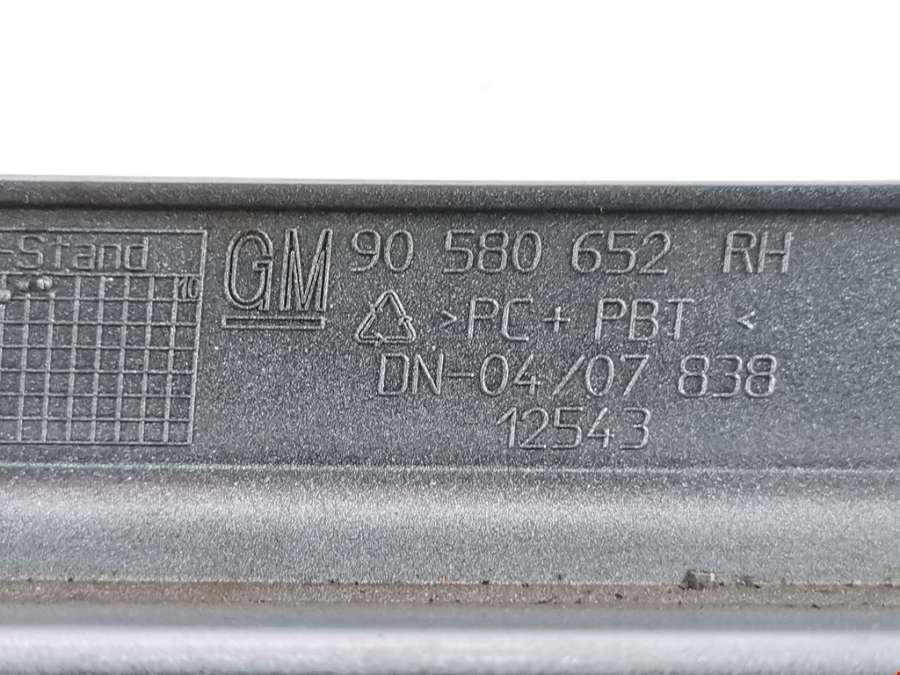 -Stand
10
GM 90 580 652 RH
>PC + PBT <
DN-04/07 838
12543